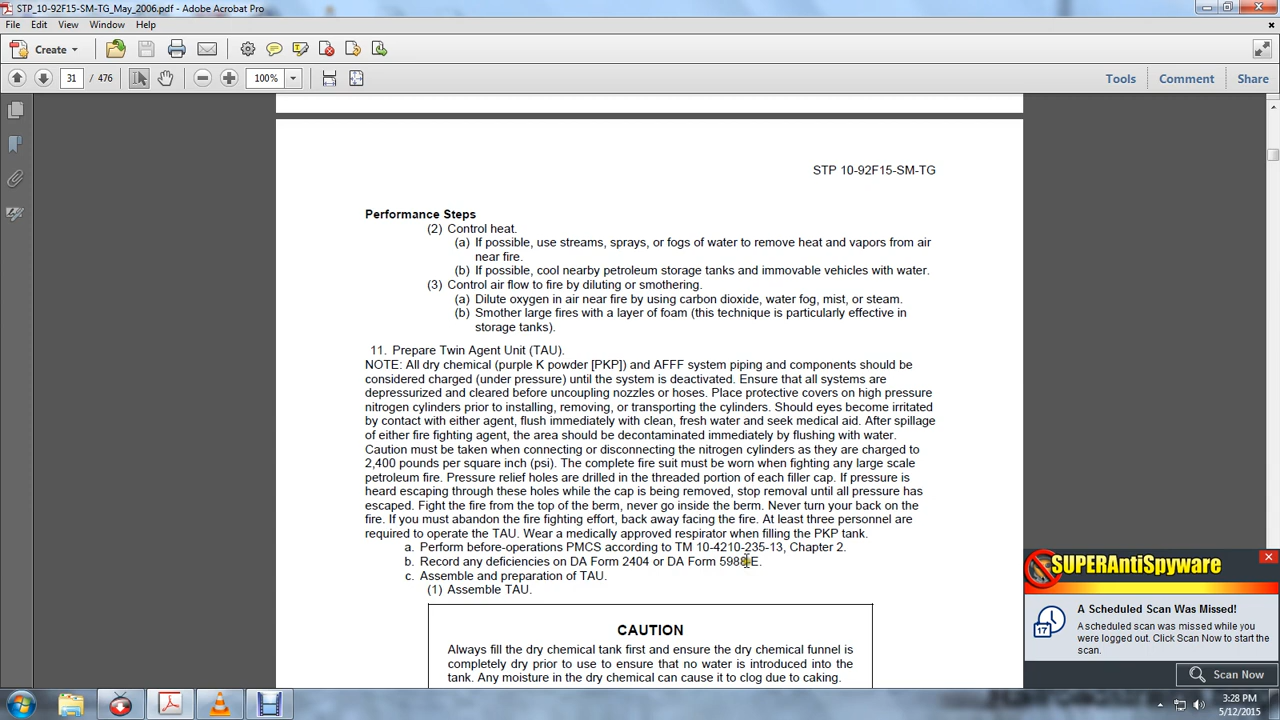 STP_10-92F15-SM-TG_May_2006.pdf - Adobe Acrobat Pro
File Edit View Window Help
Create
31 / 476
100%
Tools Comment Share
STP 10-92F15-SM-TG
Performance Steps
(2) Control heat.
(a) If possible, use streams, sprays, or fogs of water to remove heat and vapors from air
near fire.
(b) If possible, cool nearby petroleum storage tanks and immovable vehicles with water.
(3) Control air flow to fire by diluting or smothering.
(a) Dilute oxygen in air near fire by using carbon dioxide, water fog, mist, or steam.
(b) Smother large fires with a layer of foam (this technique is particularly effective in
storage tanks).
11. Prepare Twin Agent Unit (TAU).
NOTE: All dry chemical (purple K powder [PKP]) and AFFF system piping and components should be
considered charged (under pressure) until the system is deactivated. Ensure that all systems are
depressurized and cleared before uncoupling nozzles or hoses. Place protective covers on high pressure
nitrogen cylinders prior to installing, removing, or transporting the cylinders. Should eyes become irritated
by contact with either agent, flush immediately with clean, fresh water and seek medical aid. After spillage
of either fire fighting agent, the area should be decontaminated immediately by flushing with water.
Caution must be taken when connecting or disconnecting the nitrogen cylinders as they are charged to
2,400 pounds per square inch (psi). The complete fire suit must be worn when fighting any large scale
petroleum fire. Pressure relief holes are drilled in the threaded portion of each filler cap. If pressure is
heard escaping through these holes while the cap is being removed, stop removal until all pressure has
escaped. Fight the fire from the top of the berm, never go inside the berm. Never turn your back on the
fire. If you must abandon the fire fighting effort, back away facing the fire. At least three personnel are
required to operate the TAU. Wear a medically approved respirator when filling the PKP tank.
a. Perform before-operations PMCS according to TM 10-4210-235-13, Chapter 2.
b. Record any deficiencies on DA Form 2404 or DA Form 5988-E.
c. Assemble and preparation of TAU.
(1) Assemble TAU.
CAUTION
Always fill the dry chemical tank first and ensure the dry chemical funnel is
completely dry prior to use to ensure that no water is introduced into the
tank. Any moisture in the dry chemical can cause it to clog due to caking.
SUPERAntiSpyware
17
A Scheduled Scan Was Missed!
A scheduled scan was missed while you
were logged out. Click Scan Now to start the
scan.
Scan Now
3:28 PM
5/12/2015